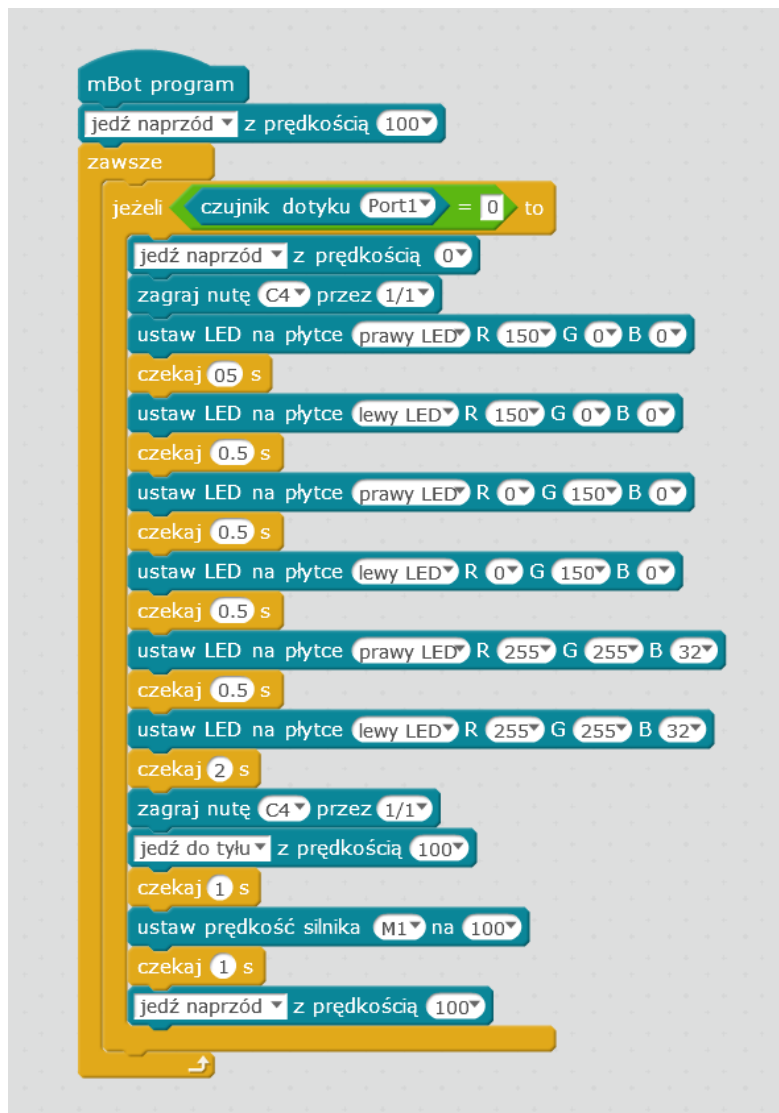 mBot program
jedź naprzód z prędkością 100
zawsze
jeżeli czujnik dotyku Port1 = 0 to
jedź naprzód z prędkością 0
zagraj nutę C4 przez 1/1
ustaw LED na płytce prawy LED R 150 G 0 B 0
czekaj 05 s
ustaw LED na płytce lewy LED R 150 G 0 B 0
czekaj 0.5 s
ustaw LED na płytce prawy LED R 0 G 150 B 0
czekaj 0.5 s
ustaw LED na płytce lewy LED R 0 G 150 B 0
czekaj 0.5 s
ustaw LED na płytce prawy LED R 255 G 255 B 32
czekaj 0.5 s
ustaw LED na płytce lewy LED R 255 G 255 B 32
czekaj 2 s
zagraj nutę C4 przez 1/1
jedź do tyłu z prędkością 100
czekaj 1 s
ustaw prędkość silnika M1 na 100
czekaj 1 s
jedź naprzód z prędkością 100